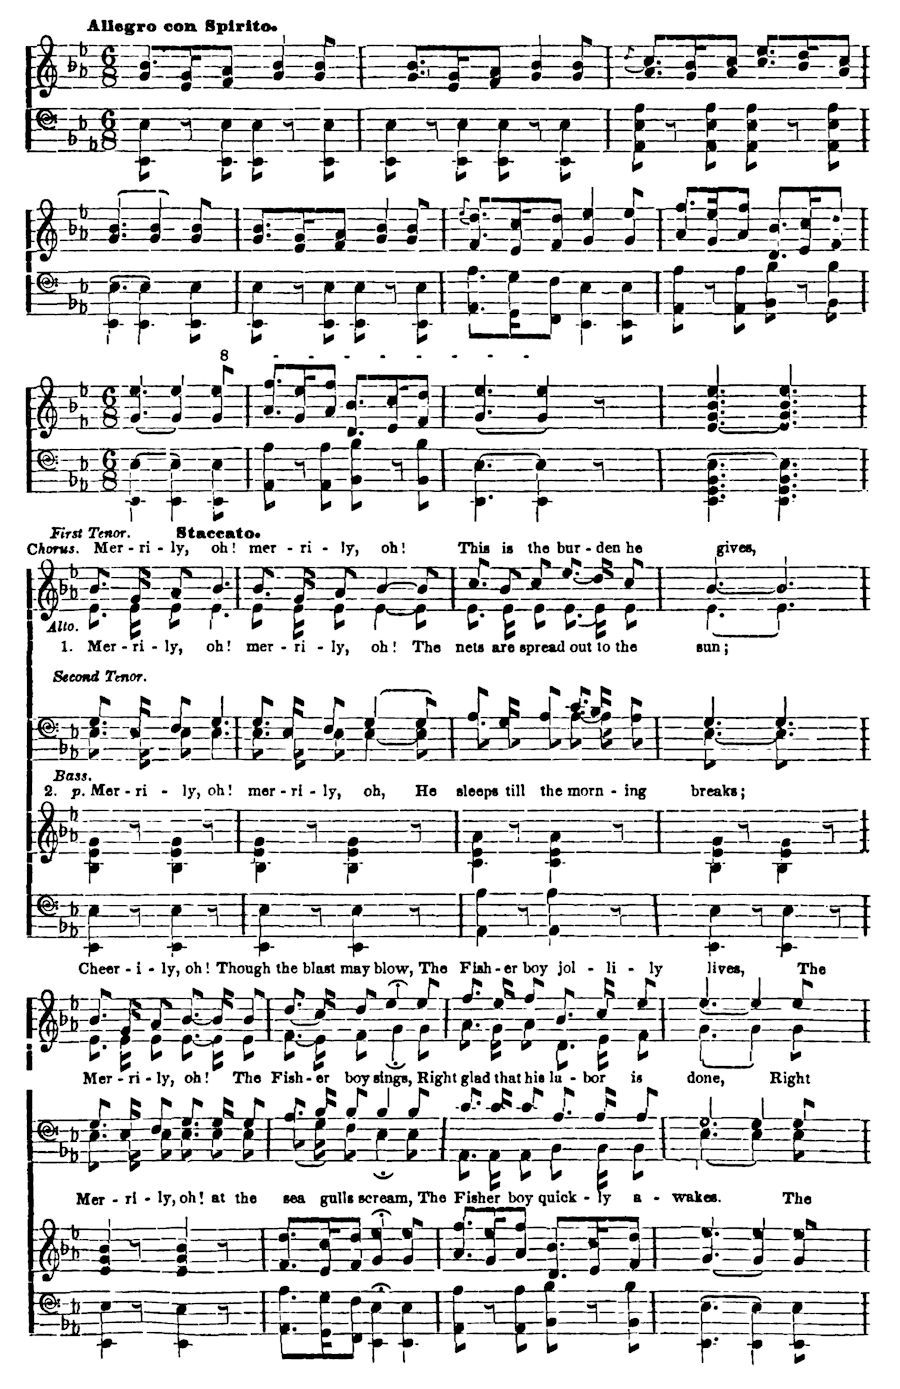 Allegro con Spirito.
8
First Tenor. Staccato.
Chorus. Mer - ri - ly, oh! mer - ri - ly, oh! This is the bur - den he gives,
Alto.
1. Mer - ri - ly, oh! mer - ri - ly, oh! The nets are spread out to the sun;
Second Tenor.
Bass.
2. p. Mer - ri - ly, oh! mer - ri - ly, oh, He sleeps till the morn - ing breaks;
Cheer - i - ly, oh! Though the blast may blow, The Fish - er boy jol - li - ly lives, The
Mer - ri - ly, oh! The Fish - er boy sings, Right glad that his lu - bor is done, Right
Mer - ri - ly, oh! at the sea gulls scream, The Fisher boy quick - ly a - wakes. The